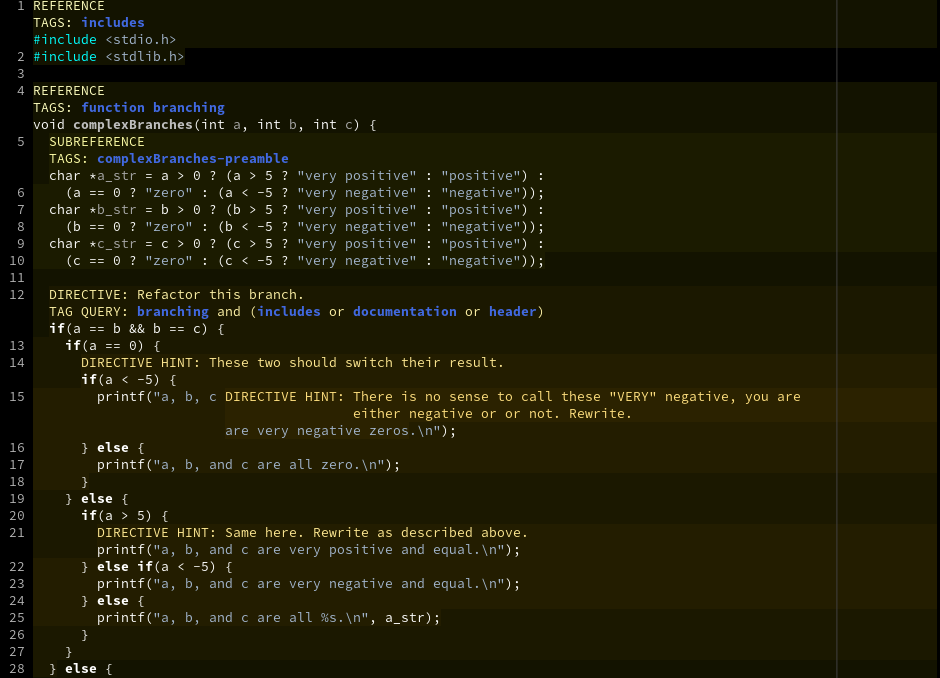 1 REFERENCE
TAGS: includes
#include <stdio.h>
2 #include <stdlib.h>
3
4 REFERENCE
TAGS: function branching
void complexBranches(int a, int b, int c) {
5 SUBREFERENCE
TAGS: complexBranches-preamble
char *a_str = a > 0 ? (a > 5 ? "very positive" : "positive") :
6 (a == 0 ? "zero" : (a < -5 ? "very negative" : "negative"));
7 char *b_str = b > 0 ? (b > 5 ? "very positive" : "positive") :
8 (b == 0 ? "zero" : (b < -5 ? "very negative" : "negative"));
9 char *c_str = c > 0 ? (c > 5 ? "very positive" : "positive") :
10 (c == 0 ? "zero" : (c < -5 ? "very negative" : "negative"));
11
12 DIRECTIVE: Refactor this branch.
TAG QUERY: branching and (includes or documentation or header)
if(a == b && b == c) {
13 if(a == 0) {
14 DIRECTIVE HINT: These two should switch their result.
if(a < -5) {
15 printf("a, b, c DIRECTIVE HINT: There is no sense to call these "VERY" negative, you are
either negative or or not. Rewrite.
are very negative zeros.\n");
16 } else {
17 printf("a, b, and c are all zero.\n");
18 }
19 } else {
20 if(a > 5) {
21 DIRECTIVE HINT: Same here. Rewrite as described above.
printf("a, b, and c are very positive and equal.\n");
22 } else if(a < -5) {
23 printf("a, b, and c are very negative and equal.\n");
24 } else {
25 printf("a, b, and c are all %s.\n", a_str);
26 }
27 }
28 } else {